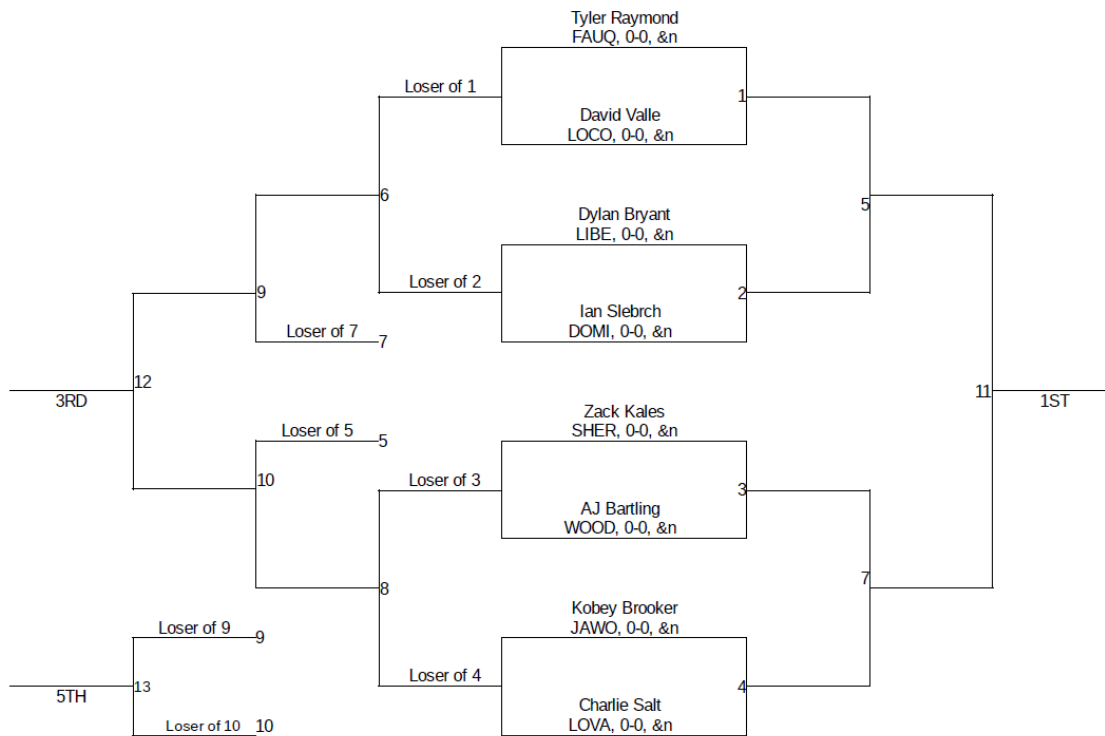 Tyler Raymond
FAUQ, 0-0, &n
Loser of 1
1
David Valle
LOCO, 0-0, &n
6
5
Dylan Bryant
LIBE, 0-0, &n
Loser of 2
2
9
Ian Slebrch
DOMI, 0-0, &n
Loser of 7
7
12
11
3RD
1ST
Zack Kales
SHER, 0-0, &n
Loser of 5
5
10
Loser of 3
3
AJ Bartling
WOOD, 0-0, &n
8
7
Kobey Brooker
JAWO, 0-0, &n
Loser of 9
9
Loser of 4
4
13
5TH
Charlie Salt
LOVA, 0-0, &n
Loser of 10
10